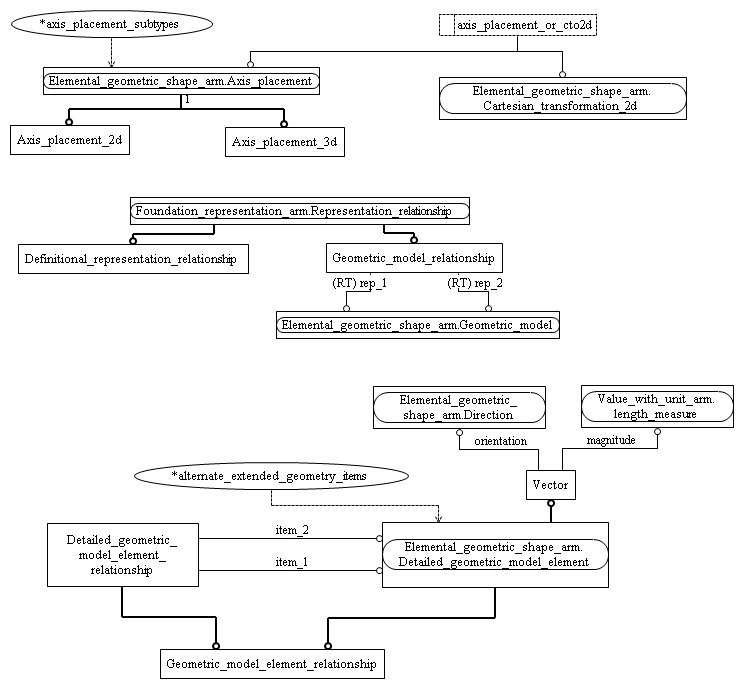 *axis_placement_subtypes
axis_placement_or_cto2d
Elemental_geometric_shape_arm.Axis_placement
Elemental_geometric_shape_arm.
Cartesian_transformation_2d
1
Axis_placement_2d
Axis_placement_3d
Foundation_representation_arm.Representation_relationship
Definitional_representation_relationship
Geometric_model_relationship
(RT) rep_1
(RT) rep_2
Elemental_geometric_shape_arm.Geometric_model
Elemental_geometric_
shape_arm.Direction
Value_with_unit_arm.
length_measure
orientation
magnitude
*alternate_extended_geometry_items
Vector
Detailed_geometric_
model_element_
relationship
item_2
item_1
Elemental_geometric_shape_arm.
Detailed_geometric_model_element
Geometric_model_element_relationship